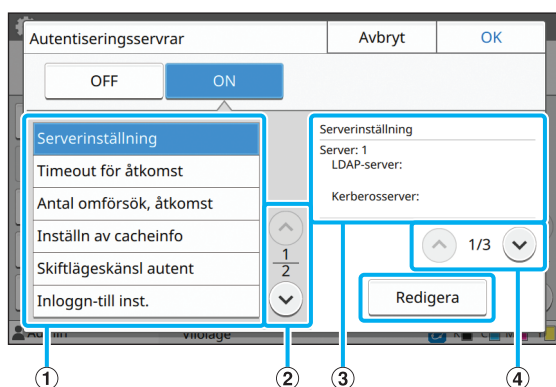 Autentiseringsservrar
Avbryt
OK
OFF
ON
Serverinställning
Timeout för åtkomst
Antal omförsök, åtkomst
Inställn av cacheinfo
Skiftlägeskänsl autent
Inloggn-till inst.
1
2
Serverinställning
Server: 1
LDAP-server:
Kerberosserver:
1/3
Redigera
1
2
3
4